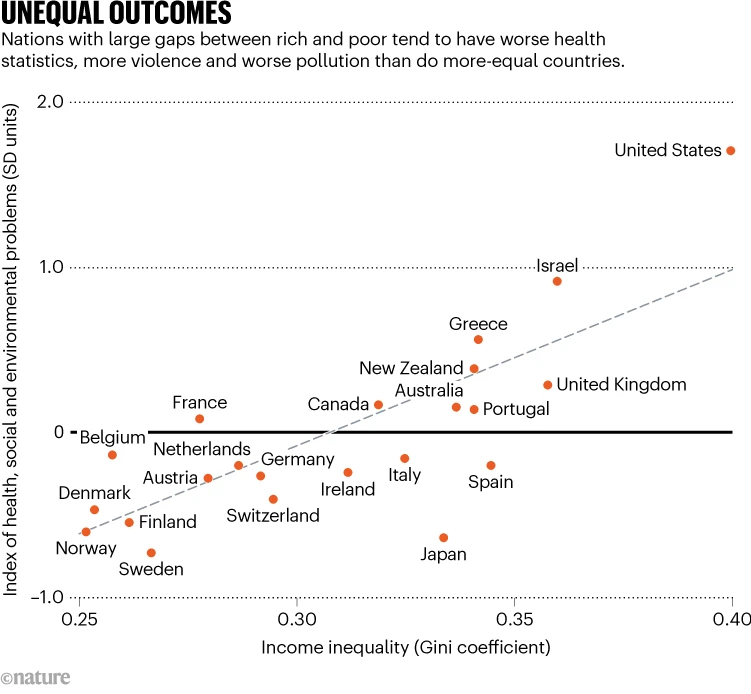 UNEQUAL OUTCOMES
Nations with large gaps between rich and poor tend to have worse health
statistics, more violence and worse pollution than do more-equal countries.
Index of health, social and environmental problems (SD units)
2.0
United States
1.0
Israel
Greece
New Zealand
Australia
United Kingdom
France
Canada
Portugal
0
Belgium
Netherlands
Germany
Austria
Italy
Ireland
Spain
Denmark
Switzerland
Finland
Norway
Japan
Sweden
–1.0
0.25
0.30
0.35
0.40
Income inequality (Gini coefficient)
©nature